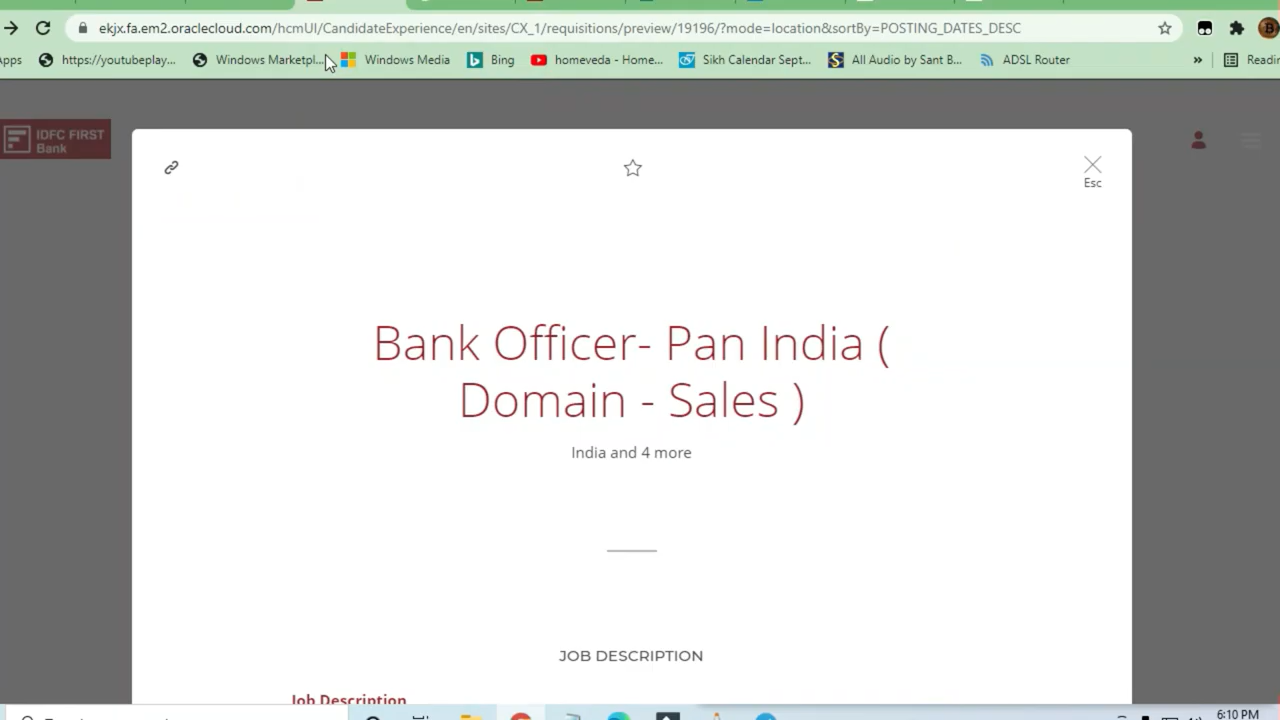 ekjx.fa.em2.oraclecloud.com/hcmUI/CandidateExperience/en/sites/CX_1/requisitions/preview/19196/?mode=location&sortBy=POSTING_DATES_DESC
pps https://youtubeplay... Windows Marketpl... Windows Media Bing homeveda - Home... Sikh Calendar Sept... All Audio by Sant B... ADSL Router » Readin
IDFC FIRST
Bank
Esc
Bank Officer- Pan India (
Domain - Sales )
India and 4 more
JOB DESCRIPTION
Job Description
6:10 PM